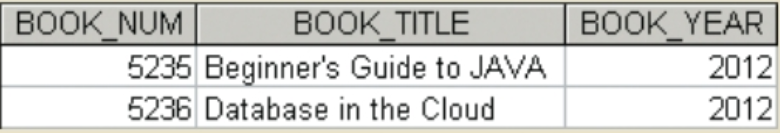 BOOK_NUM BOOK_TITLE BOOK_YEAR
5235 Beginner's Guide to JAVA 2012
5236 Database in the Cloud 2012